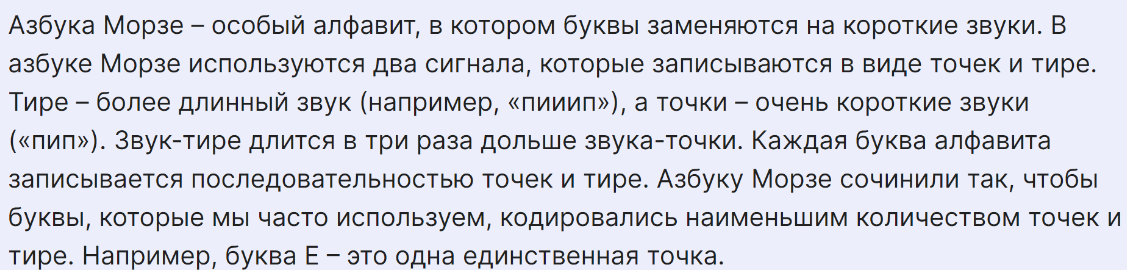 Азбука Морзе – особый алфавит, в котором буквы заменяются на короткие звуки. В
азбуке Морзе используются два сигнала, которые записываются в виде точек и тире.
Тире – более длинный звук (например, «пииип»), а точки – очень короткие звуки
(«пип»). Звук-тире длится в три раза дольше звука-точки. Каждая буква алфавита
записывается последовательностью точек и тире. Азбуку Морзе сочинили так, чтобы
буквы, которые мы часто используем, кодировались наименьшим количеством точек и
тире. Например, буква Е – это одна единственная точка.